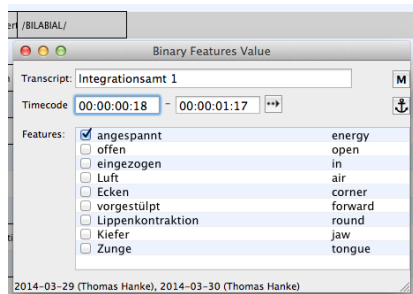 er /BILABIAL/
Binary Features Value
Transcript: Integrationsamt 1 M
Timecode 00:00:00:18 - 00:00:01:17
Features: angespannt energy
offen open
eingezogen in
Luft air
Ecken corner
vorgestülpt forward
Lippenkontraktion round
Kiefer jaw
Zunge tongue
2014-03-29 (Thomas Hanke), 2014-03-30 (Thomas Hanke)